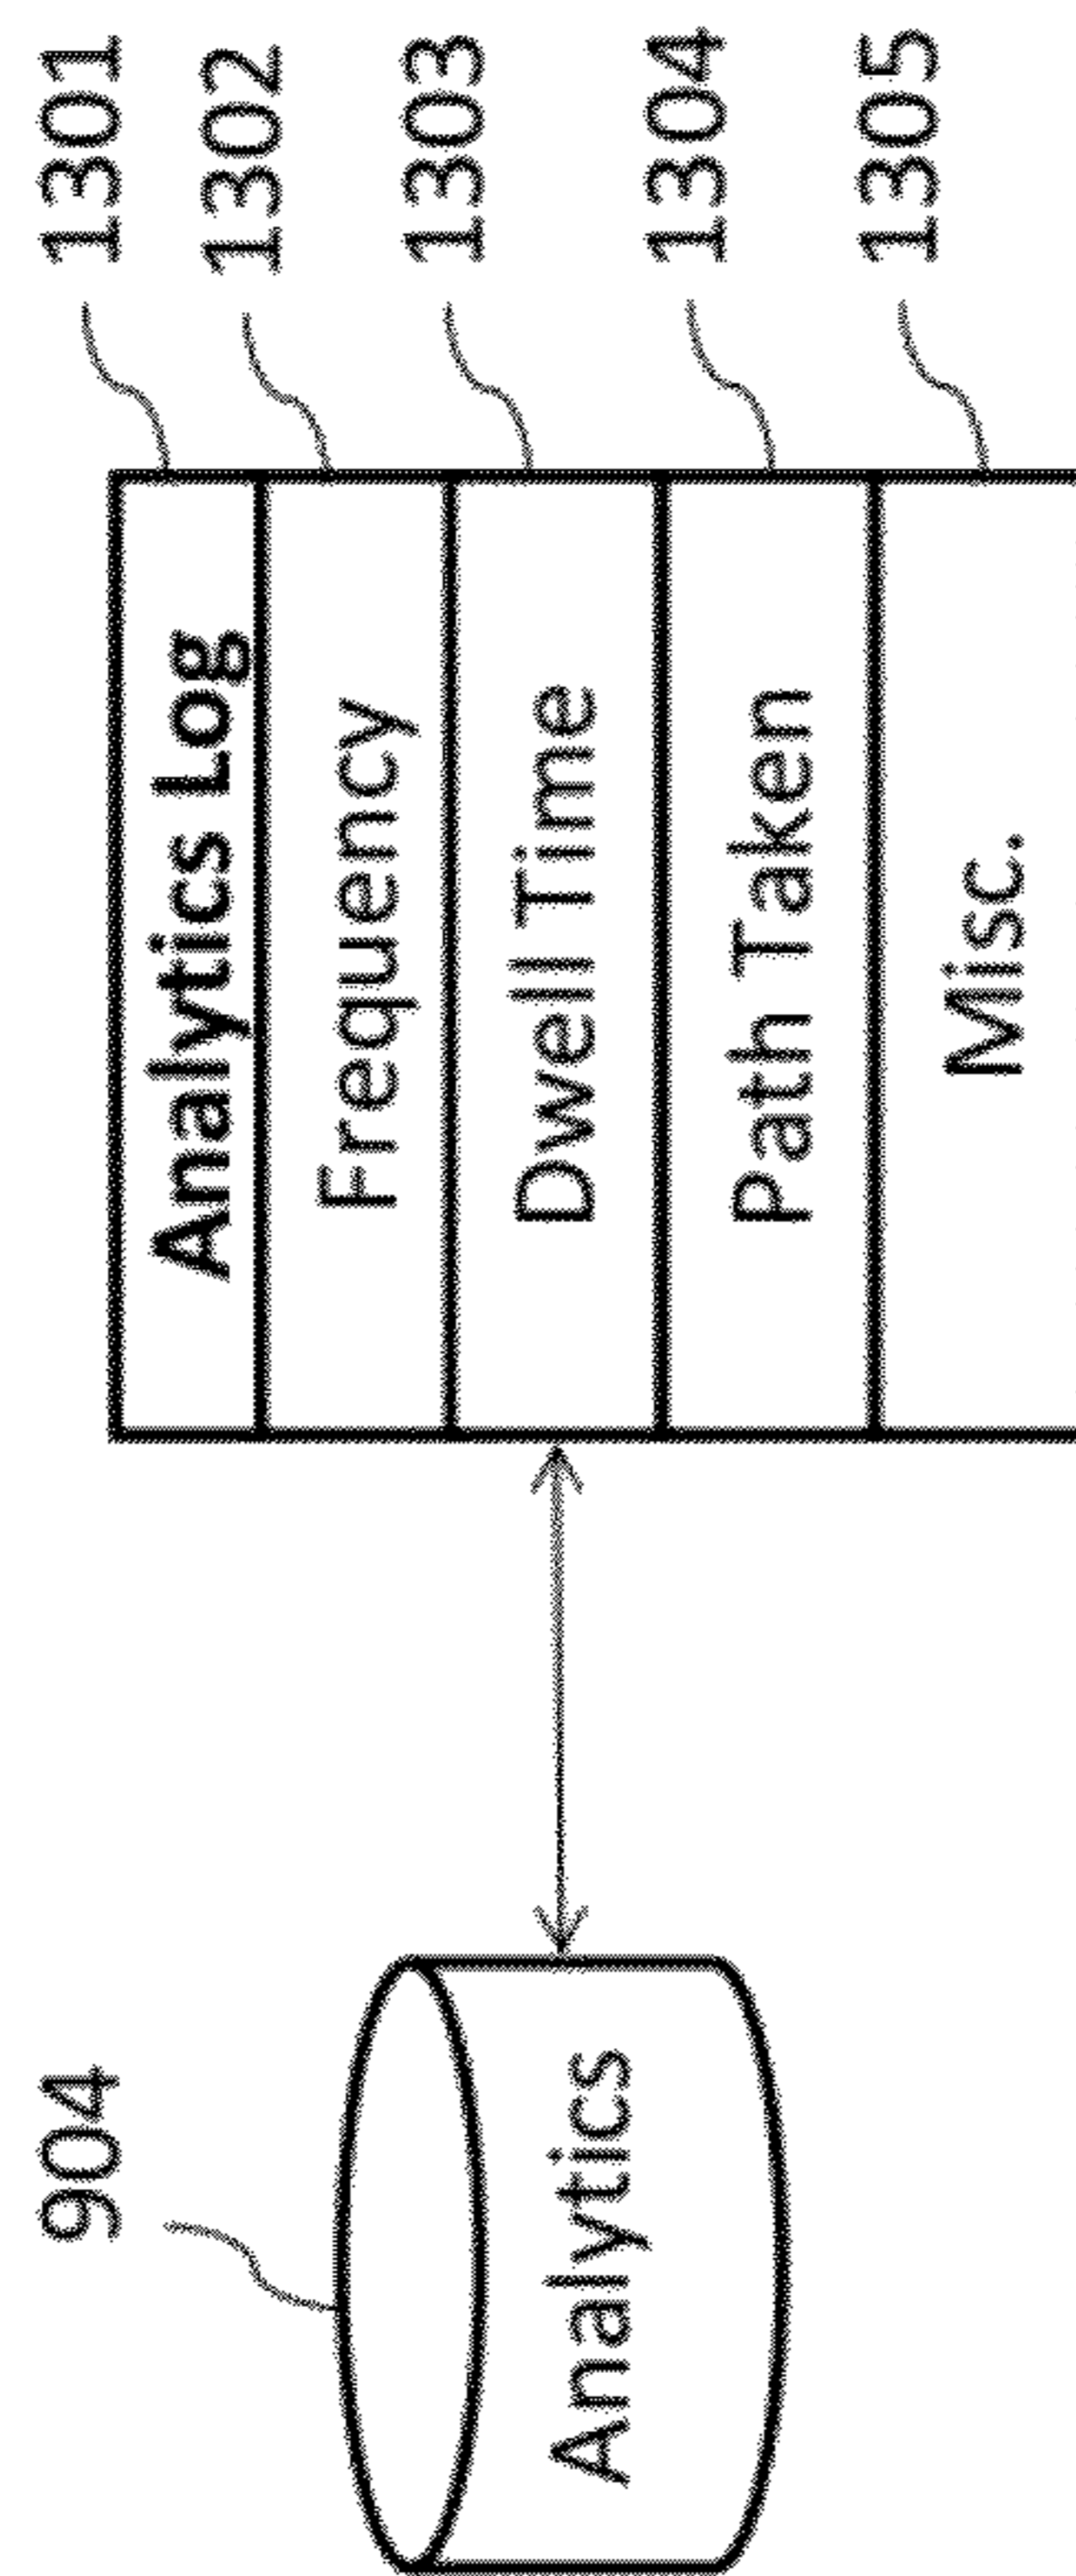 904
Analytics
Analytics Log
1301
Frequency
1302
Dwell Time
1303
Path Taken
1304
Misc.
1305